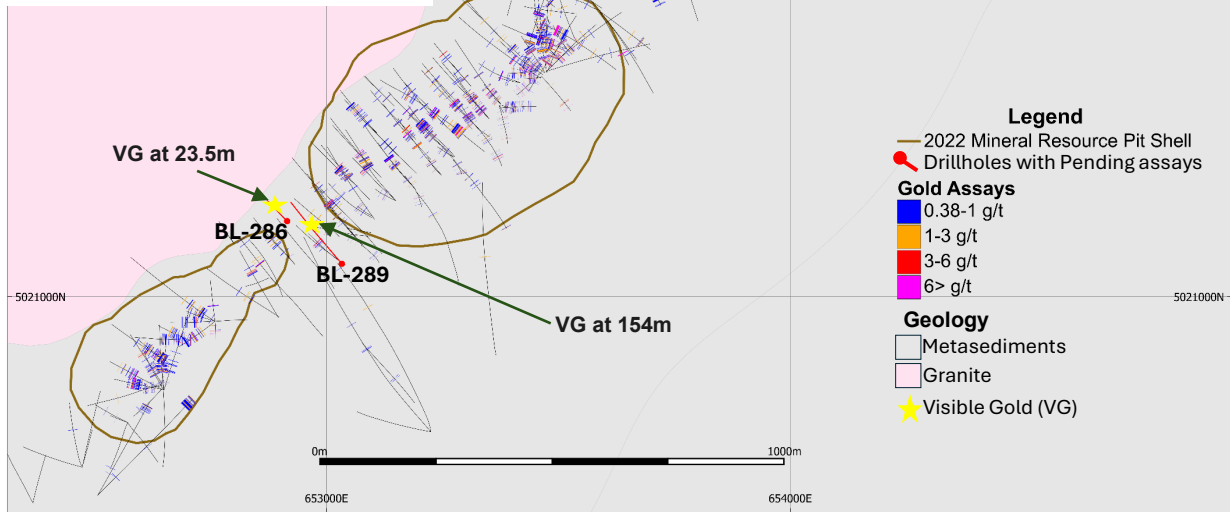 VG at 23.5m
BL-286
BL-289
VG at 154m
5021000N
5021000N
Legend
2022 Mineral Resource Pit Shell
Drillholes with Pending assays
Gold Assays
0.38-1 g/t
1-3 g/t
3-6 g/t
6> g/t
Geology
Metasediments
Granite
Visible Gold (VG)
0m
1000m
653000E
654000E